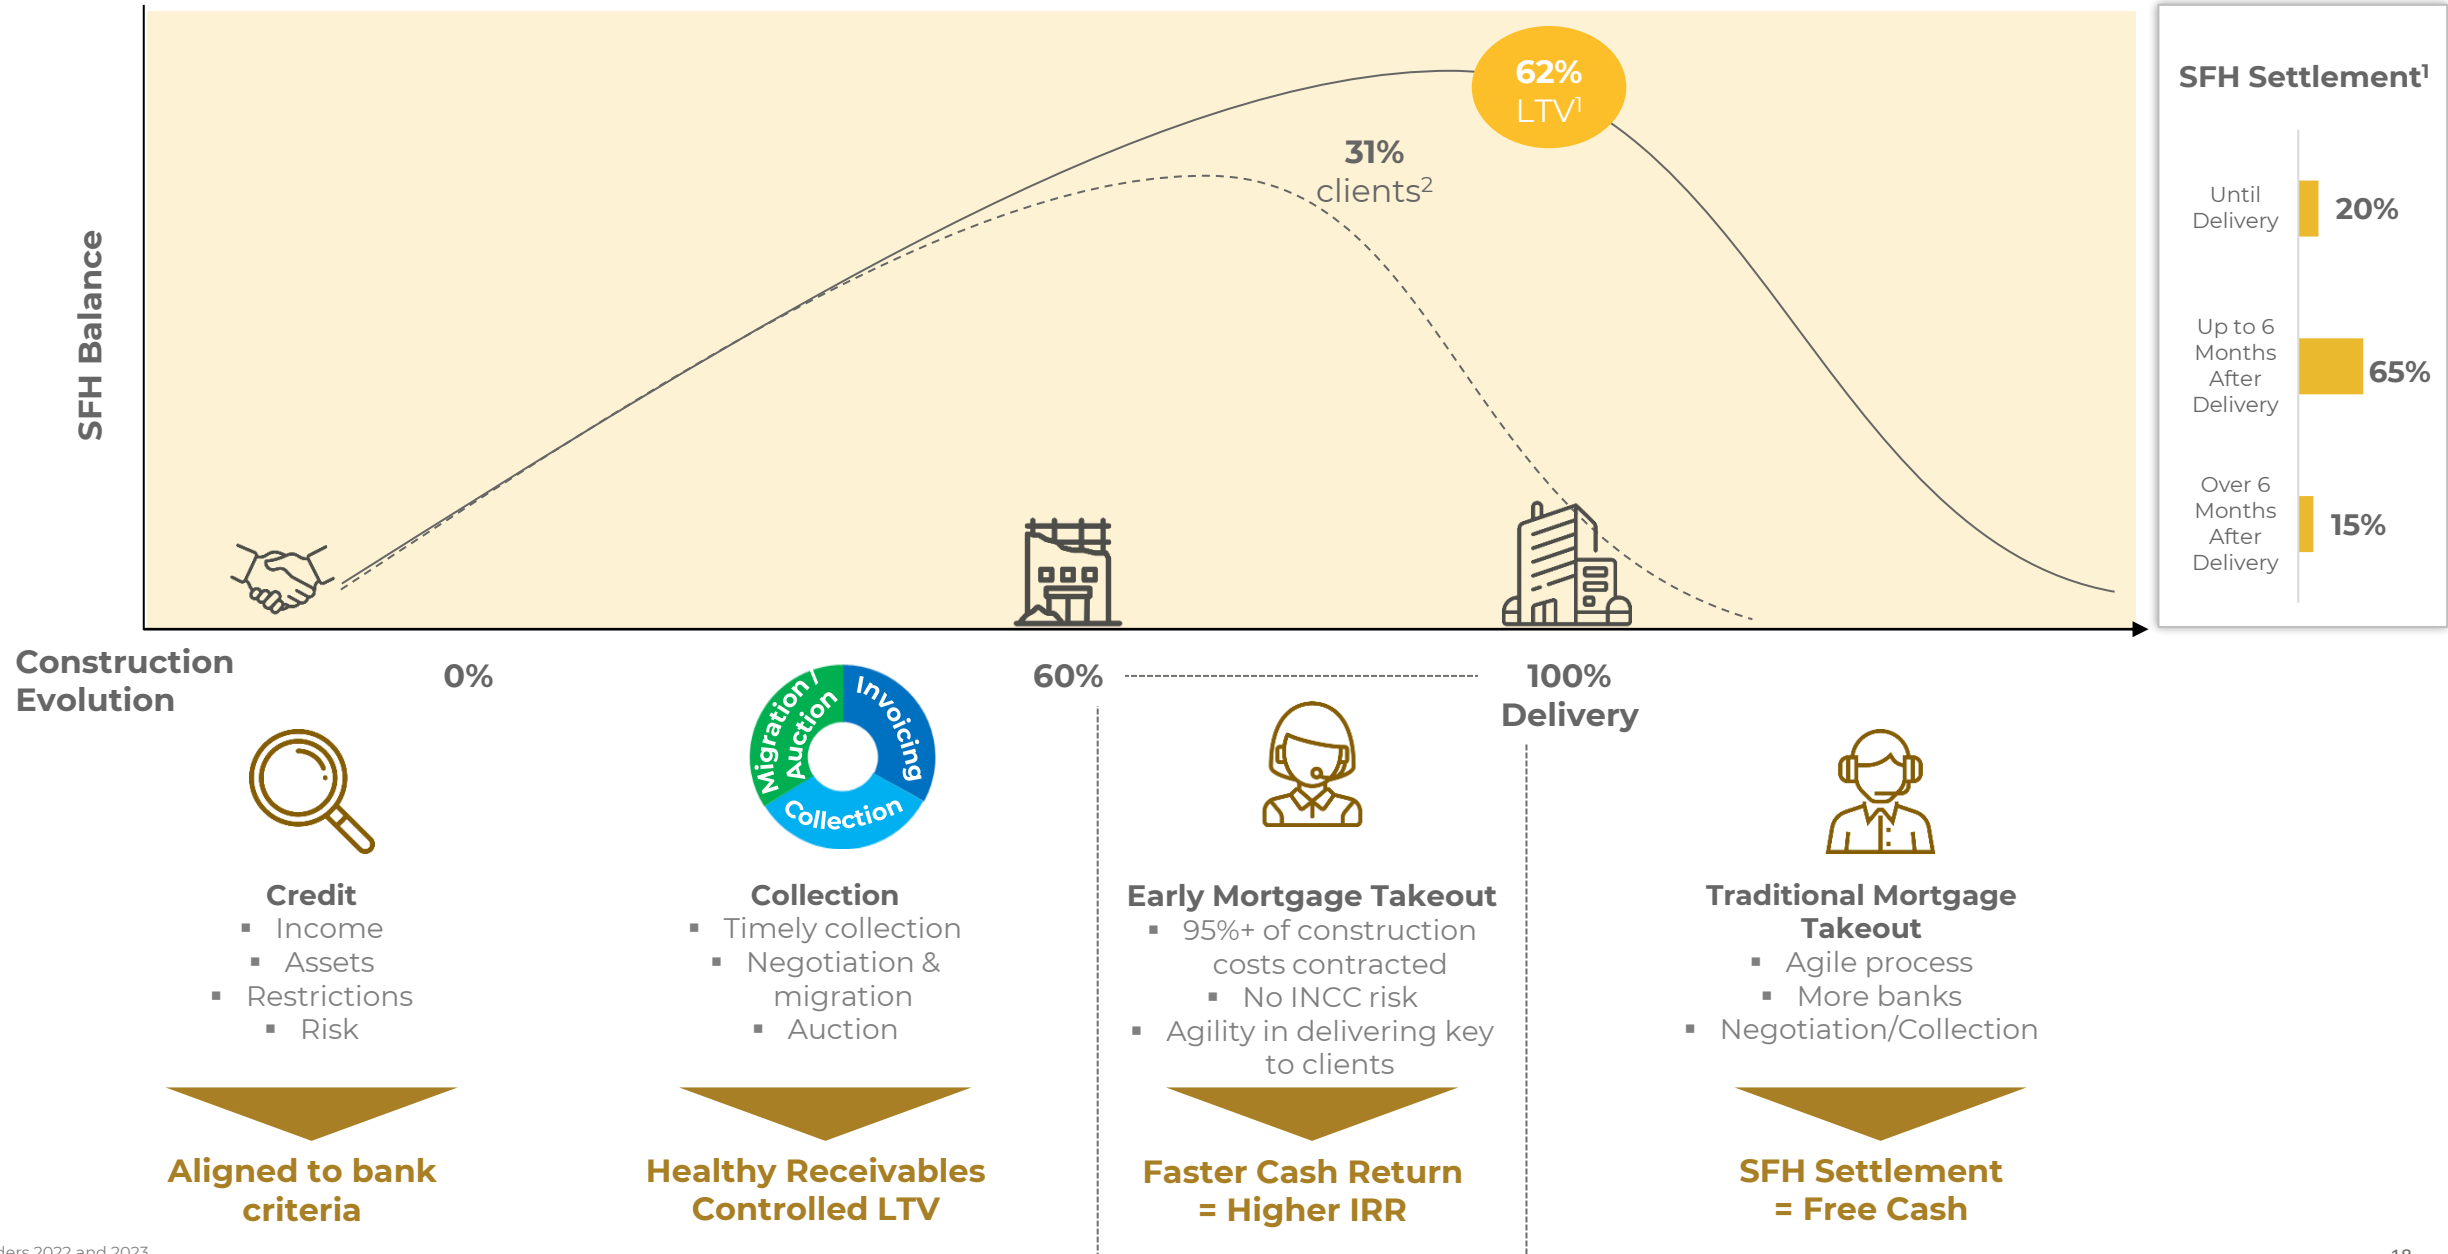 62%
LTV¹
31%
clients²
SFH Balance
SFH Settlement¹
Until
Delivery
20%
Up to 6
Months
After
Delivery
65%
Over 6
Months
After
Delivery
15%
Construction
Evolution
0%
60%
100%
Delivery
Migration/
Auction
Invoicing
Collection
Credit
▪ Income
▪ Assets
▪ Restrictions
▪ Risk
Aligned to bank
criteria
Collection
▪ Timely collection
▪ Negotiation &
migration
▪ Auction
Healthy Receivables
Controlled LTV
Early Mortgage Takeout
▪ 95%+ of construction
costs contracted
▪ No INCC risk
▪ Agility in delivering key
to clients
Faster Cash Return
= Higher IRR
Traditional Mortgage
Takeout
▪ Agile process
▪ More banks
▪ Negotiation/Collection
SFH Settlement
= Free Cash
2022 and 2023